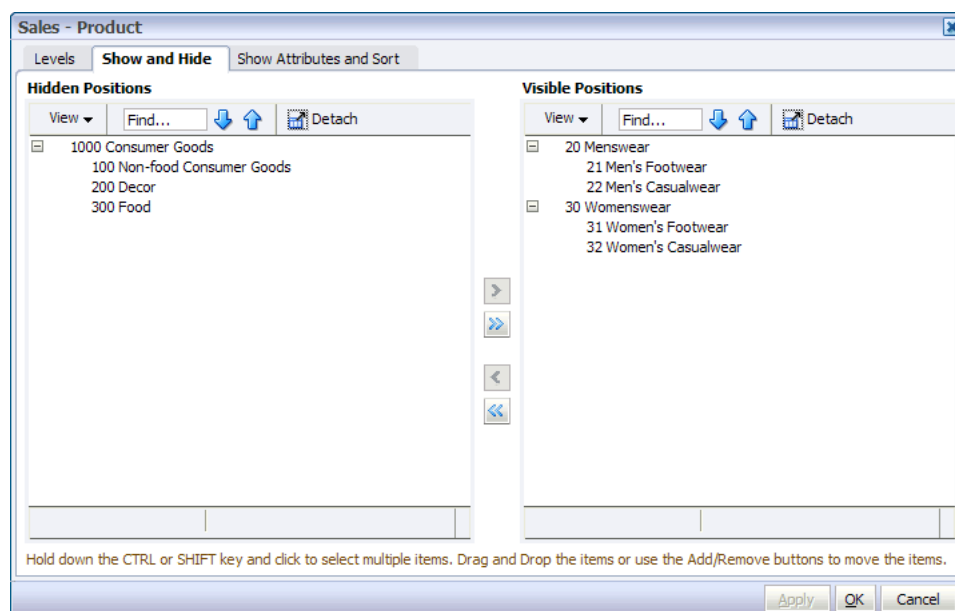 Sales - Product
Levels Show and Hide Show Attributes and Sort
Hidden Positions
View Find... Detach
1000 Consumer Goods
100 Non-food Consumer Goods
200 Decor
300 Food
Visible Positions
View Find... Detach
20 Menswear
21 Men's Footwear
22 Men's Casualwear
30 Womenswear
31 Women's Footwear
32 Women's Casualwear
Hold down the CTRL or SHIFT key and click to select multiple items. Drag and Drop the items or use the Add/Remove buttons to move the items.
Apply OK Cancel